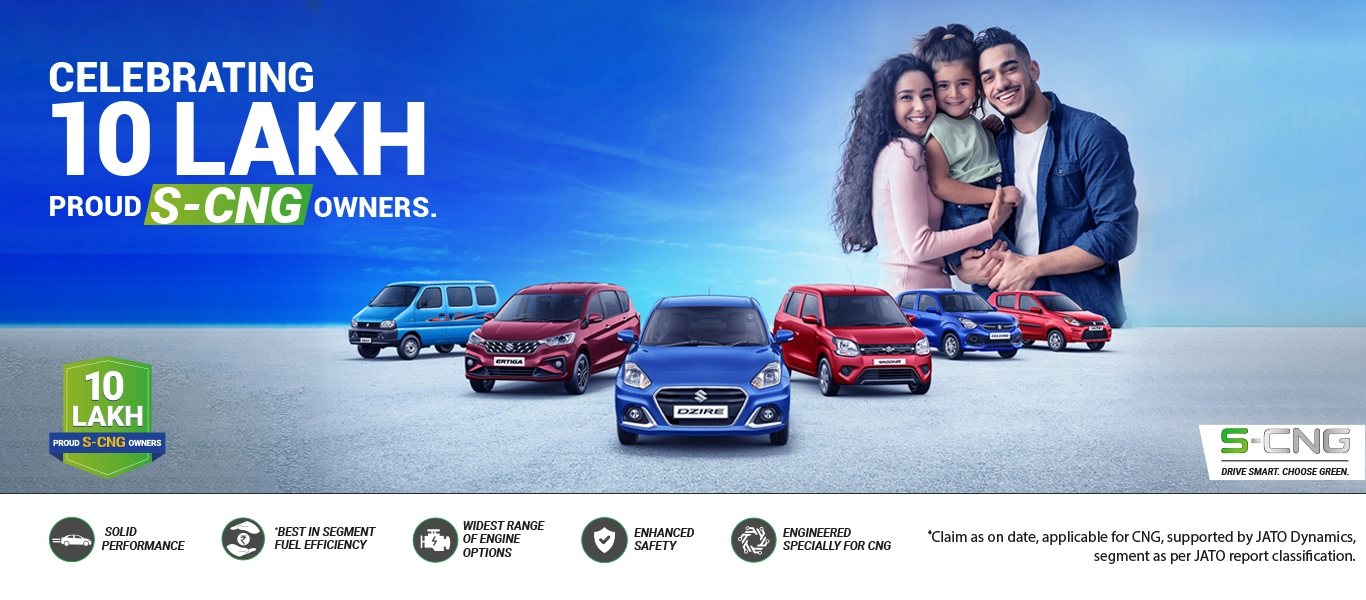 CELEBRATING
10 LAKH
PROUD S-CNG OWNERS.
ERTIGA
DZIRE
WAGONR
CELERIO
10
LAKH
PROUD S-CNG OWNERS
S-CNG
DRIVE SMART. CHOOSE GREEN.
SOLID
PERFORMANCE
*BEST IN SEGMENT
FUEL EFFICIENCY
WIDEST RANGE
OF ENGINE
OPTIONS
ENHANCED
SAFETY
ENGINEERED
SPECIALLY FOR CNG
*Claim as on date, applicable for CNG, supported by JATO Dynamics,
segment as per JATO report classification.